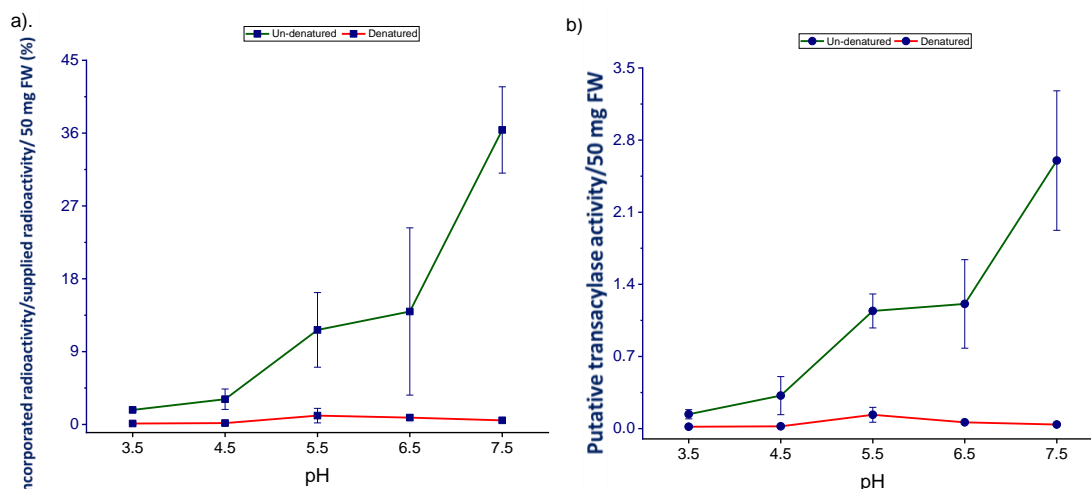 a).
Un-denatured Denatured
ncorporated radioactivity/supplied radioactivity/ 50 mg FW (%)
45
36
27
18
9
0
3.5 4.5 5.5 6.5 7.5
pH
b)
Un-denatured Denatured
Putative transacylase activity/50 mg FW
3.5
2.8
2.1
1.4
0.7
0.0
3.5 4.5 5.5 6.5 7.5
pH